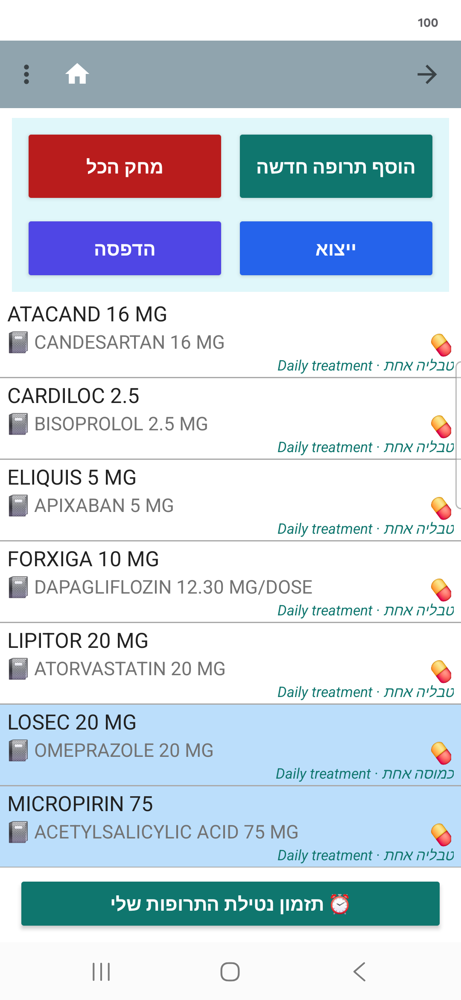 100
הוסף תרופה חדשה
מחק הכל
ייצוא
הדפסה
ATACAND 16 MG
CANDESARTAN 16 MG
Daily treatment · טבליה אחת
CARDILOC 2.5
BISOPROLOL 2.5 MG
Daily treatment · טבליה אחת
ELIQUIS 5 MG
APIXABAN 5 MG
Daily treatment · טבליה אחת
FORXIGA 10 MG
DAPAGLIFLOZIN 12.30 MG/DOSE
Daily treatment · טבליה אחת
LIPITOR 20 MG
ATORVASTATIN 20 MG
Daily treatment · טבליה אחת
LOSEC 20 MG
OMEPRAZOLE 20 MG
Daily treatment · כמוסה אחת
MICROPIRIN 75
ACETYLSALICYLIC ACID 75 MG
Daily treatment · טבליה אחת
⏰ תזמון נטילת התרופות שלי